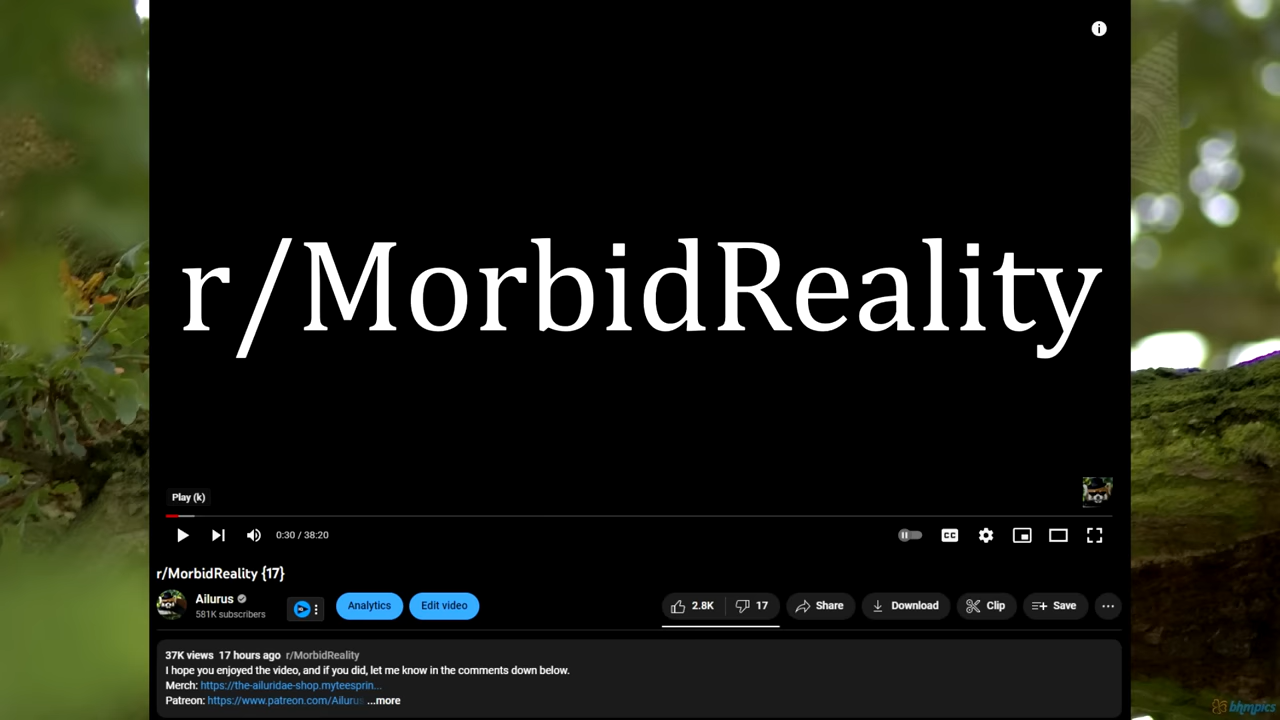 i
r/MorbidReality
Play (k)
0:30 / 38:20
CC
r/MorbidReality {17}
Ailurus
581K subscribers
Analytics
Edit video
2.8K
17
Share
Download
Clip
Save
37K views 17 hours ago r/MorbidReality
I hope you enjoyed the video, and if you did, let me know in the comments down below.
Merch: https://the-ailuridae-shop.myteesprin...
Patreon: https://www.patreon.com/Ailurus ...more
bhmpics